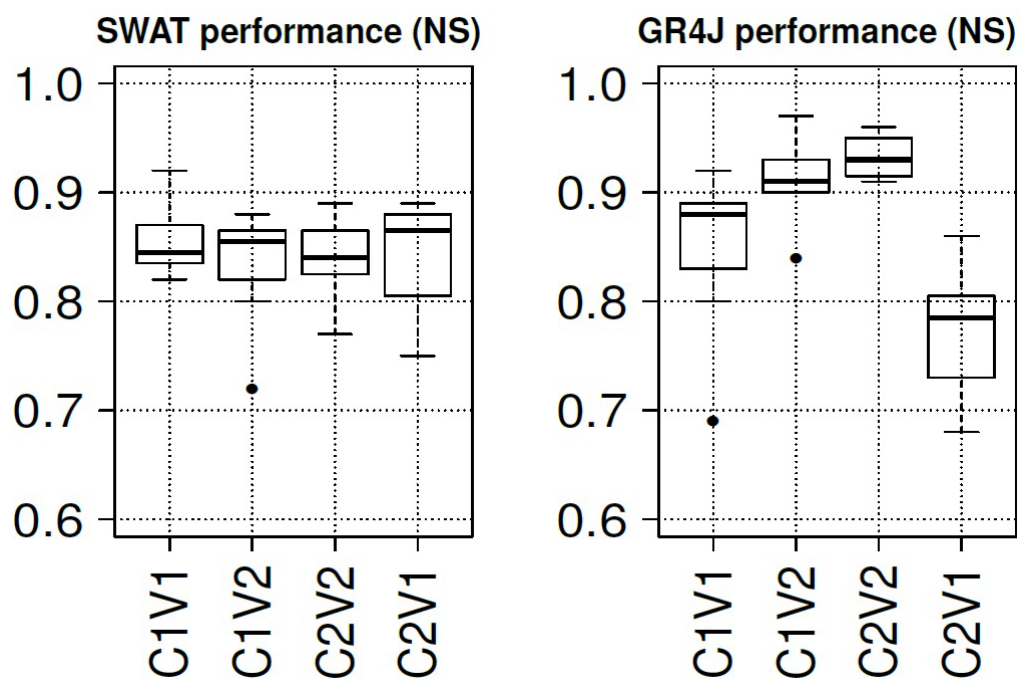 SWAT performance (NS)
1.0
0.9
0.8
0.7
0.6
C1V1
C1V2
C2V2
C2V1
GR4J performance (NS)
1.0
0.9
0.8
0.7
0.6
C1V1
C1V2
C2V2
C2V1